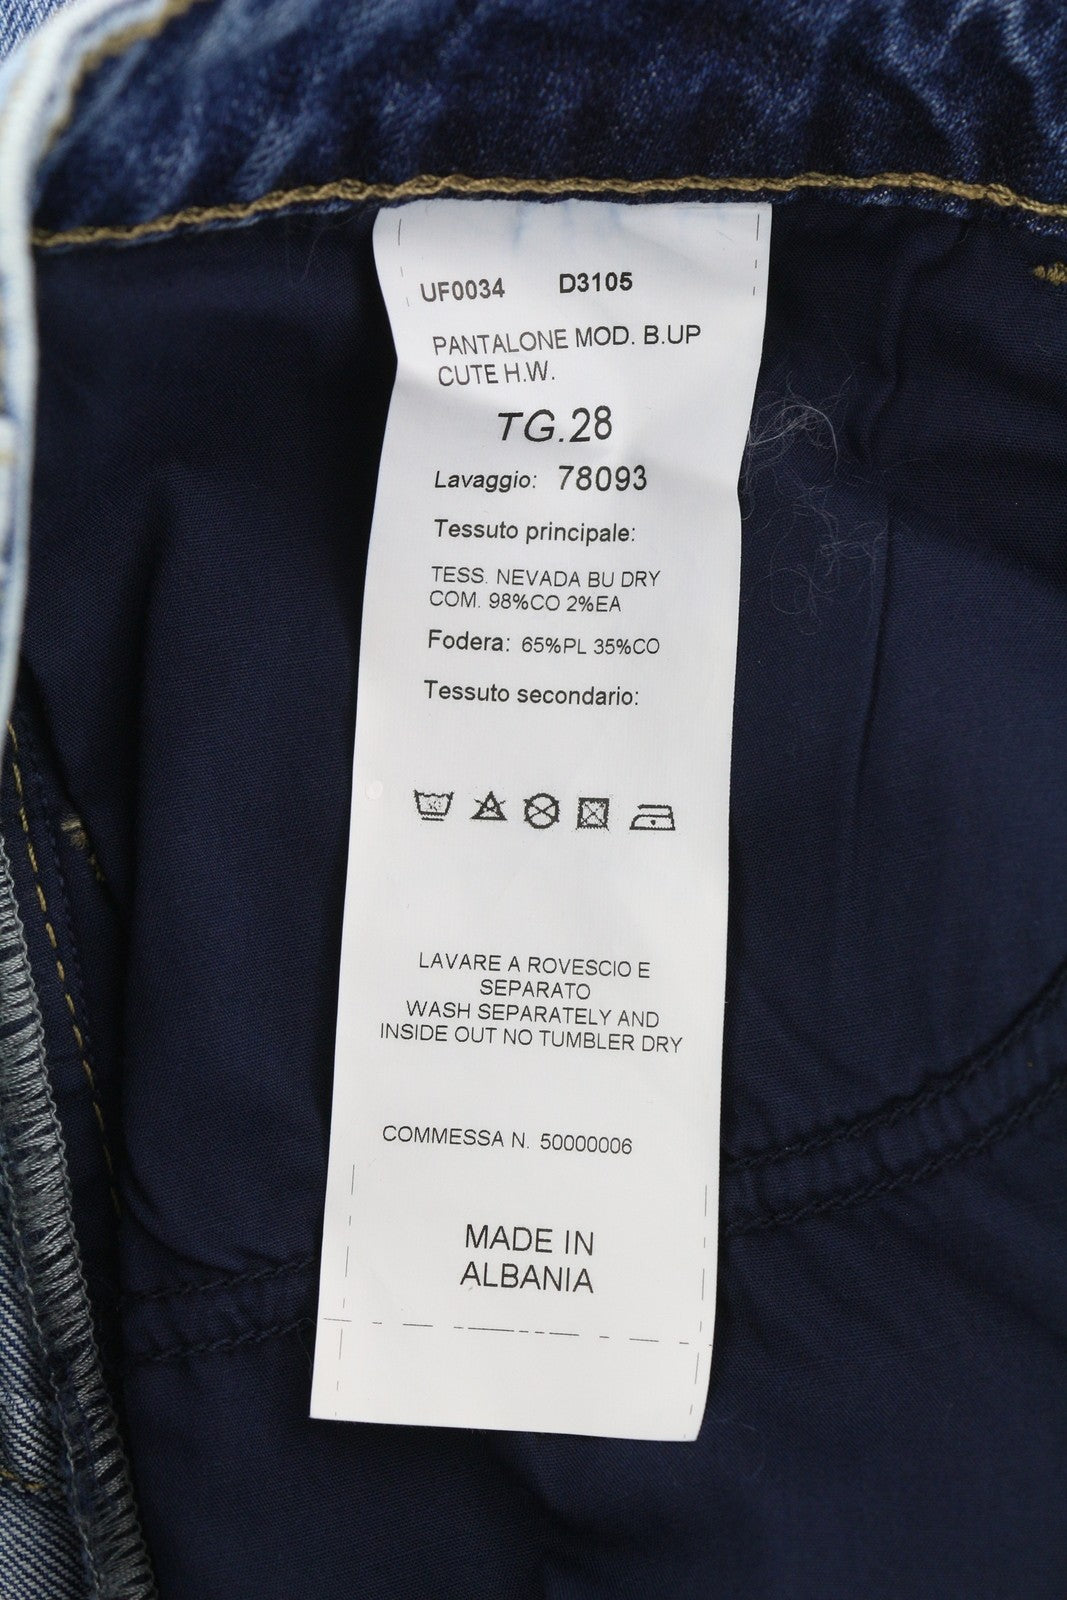 UF0034 D3105
PANTALONE MOD. B.UP
CUTE H.W.
TG.28
Lavaggio: 78093
Tessuto principale:
TESS. NEVADA BU DRY
COM. 98%CO 2%EA
Fodera: 65%PL 35%CO
Tessuto secondario:
LAVARE A ROVESCIO E
SEPARATO
WASH SEPARATELY AND
INSIDE OUT NO TUMBLER DRY
COMMESSA N. 50000006
MADE IN
ALBANIA